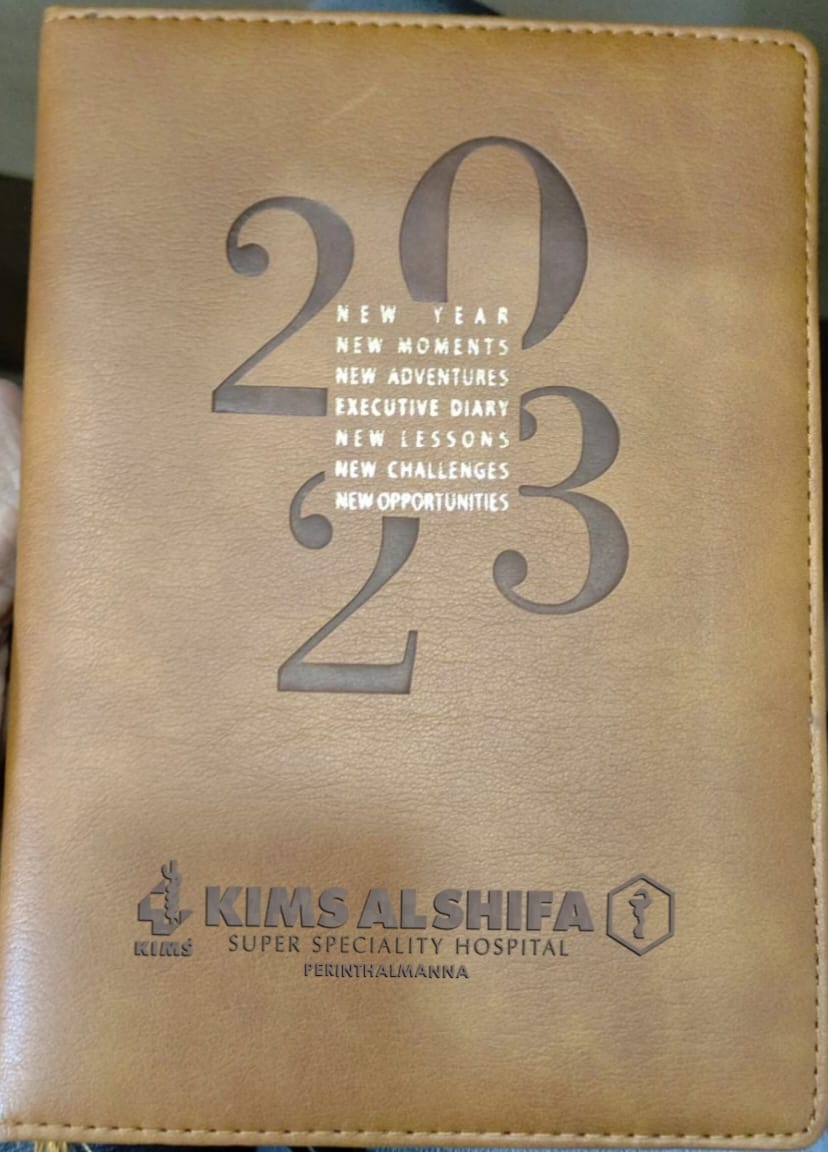 2023
NEW YEAR
NEW MOMENTS
NEW ADVENTURES
EXECUTIVE DIARY
NEW LESSONS
NEW CHALLENGES
NEW OPPORTUNITIES
KIMS
KIMS AL SHIFA
SUPER SPECIALITY HOSPITAL
PERINTHALMANNA